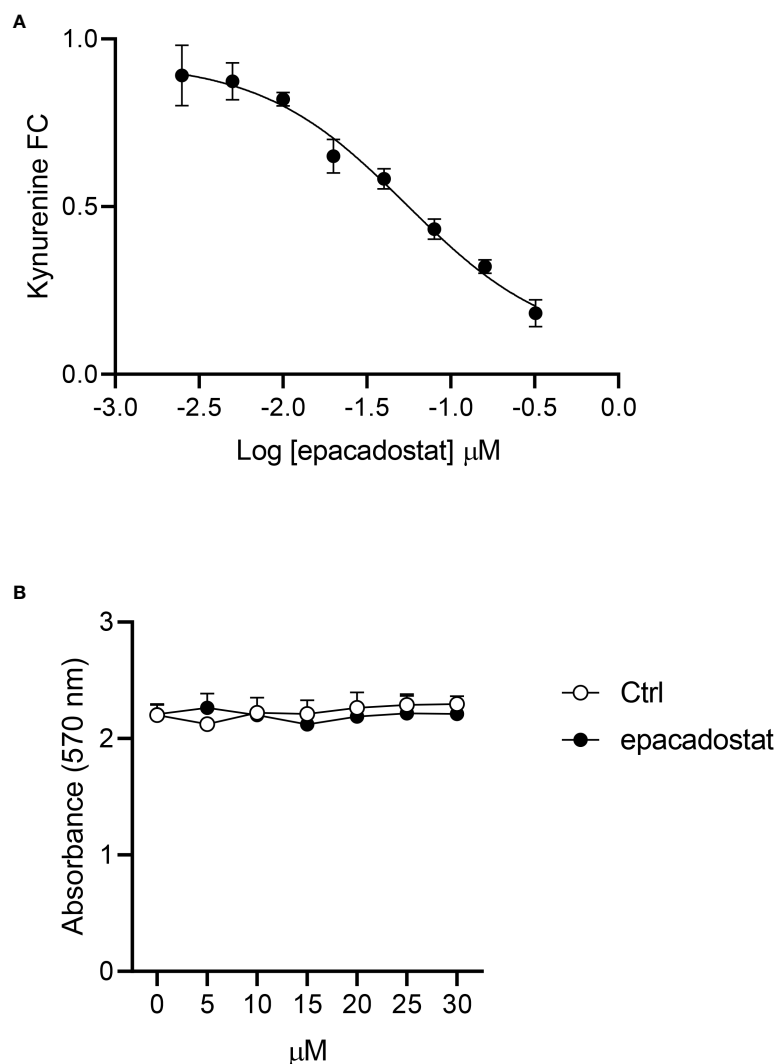 A
Kynurenine FC
1.0
0.5
0.0
-3.0 -2.5 -2.0 -1.5 -1.0 -0.5 0.0
Log [epacadostat] μM
B
Absorbance (570 nm)
3
2
1
0
0 5 10 15 20 25 30
μM
Ctrl
epacadostat